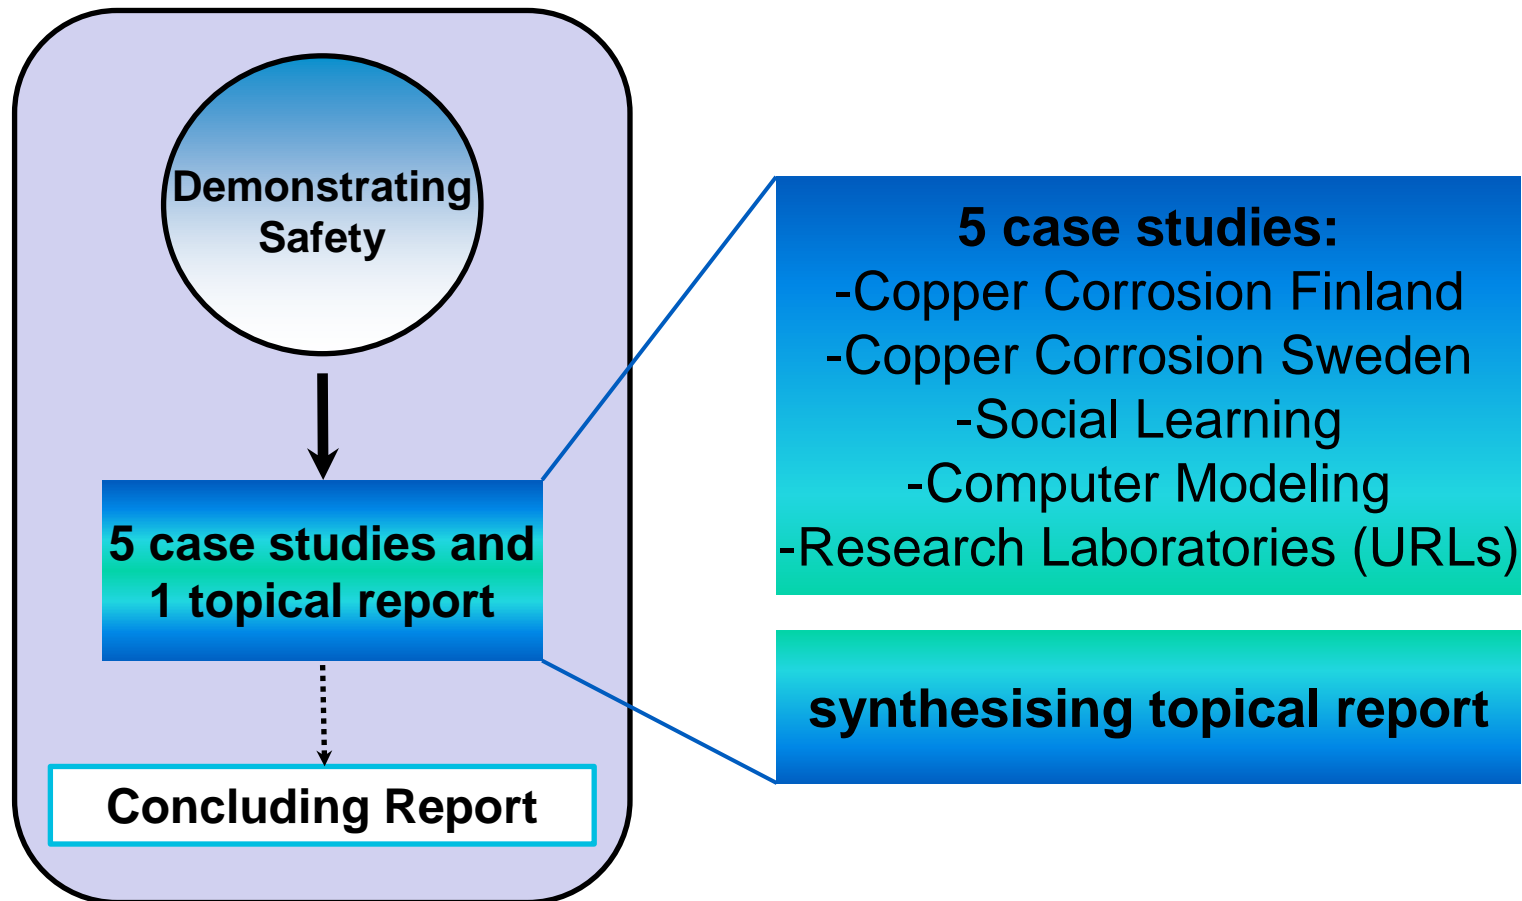 Demonstrating
Safety
5 case studies and
1 topical report
Concluding Report
5 case studies:
-Copper Corrosion Finland
-Copper Corrosion Sweden
-Social Learning
-Computer Modeling
-Research Laboratories (URLs)
synthesising topical report